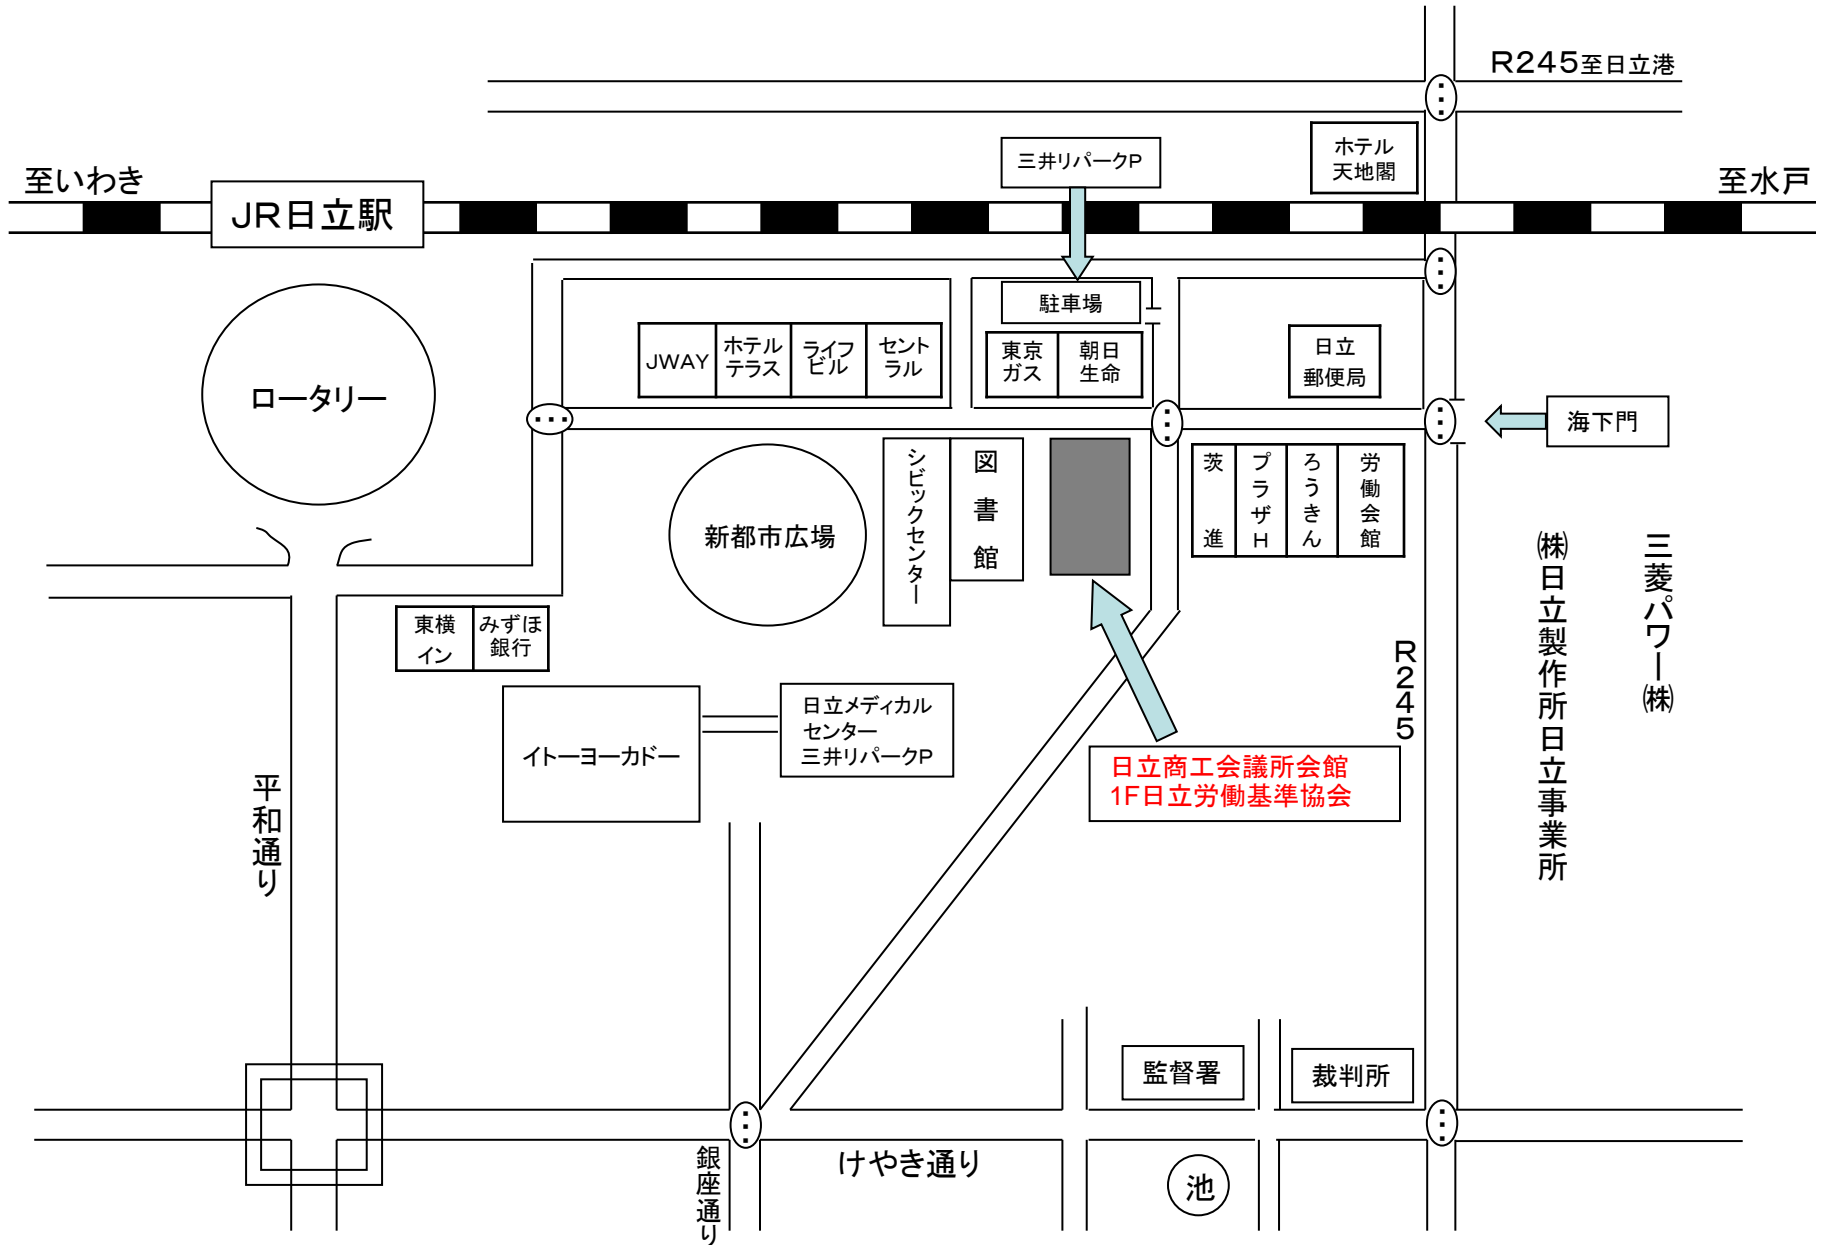 R245至日立港
三井リパークP
ホテル
天地閣
至いわき
至水戸
JR日立駅
駐車場
JWAY
ホテル
テラス
ライフ
ビル
セント
ラル
東京
ガス
朝日
生命
日立
郵便局
ロータリー
海下門
新都市広場
シビックセンター
図書館
茨進
プラザH
ろうきん
労働会館
㈱日立製作所日立事業所
三菱パワー㈱
東横
イン
みずほ
銀行
R245
イトーヨーカドー
日立メディカル
センター
三井リパークP
日立商工会議所会館
1F日立労働基準協会
平和通り
監督署
裁判所
銀座通り
けやき通り
池